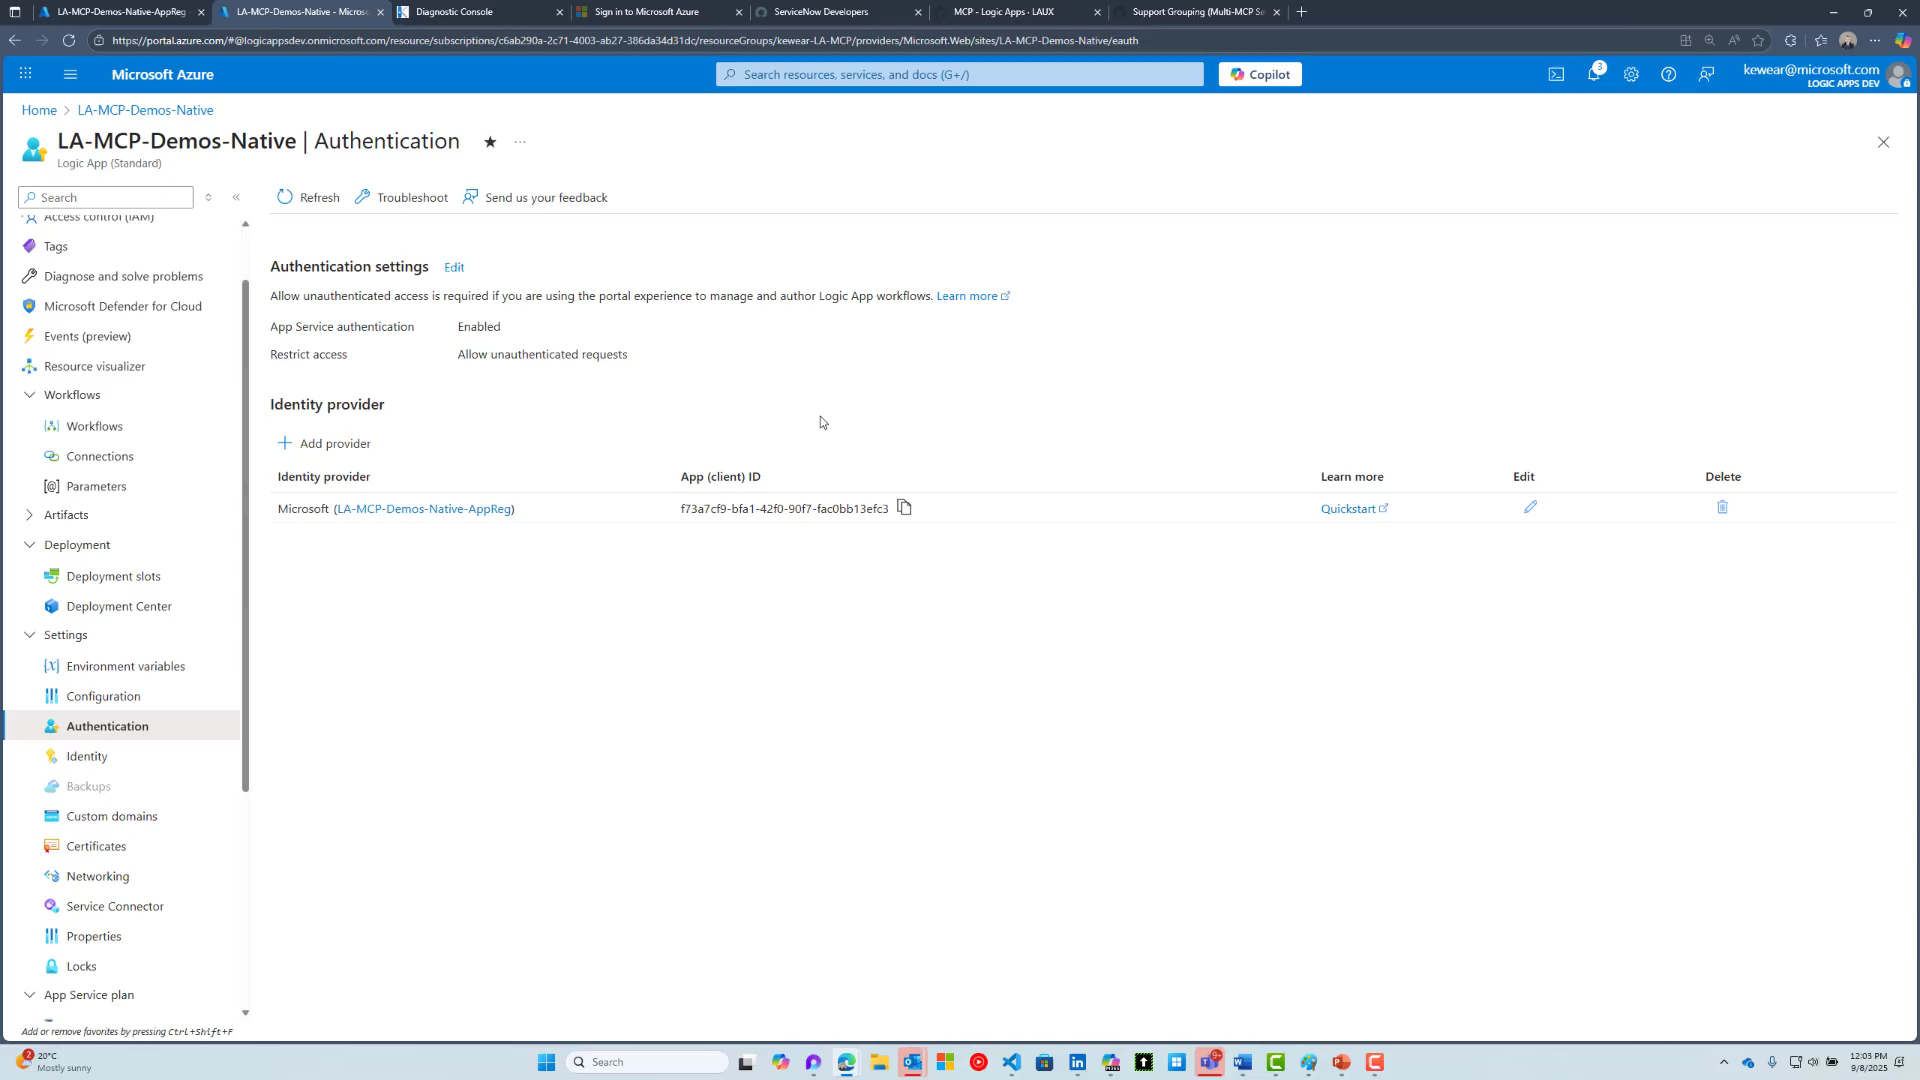 LA-MCP-Demos-Native-AppReg
LA-MCP-Demos-Native - Micros
Diagnostic Console
Sign in to Microsoft Azure
ServiceNow Developers
MCP - Logic Apps · LAUX
Support Grouping (Multi-MCP Se
https://portal.azure.com/#@logicappsdev.onmicrosoft.com/resource/subscriptions/c6ab290a-2c71-4003-ab27-386da34d31dc/resourceGroups/kewear-LA-MCP/providers/Microsoft.Web/sites/LA-MCP-Demos-Native/eauth
Microsoft Azure
Search resources, services, and docs (G+/)
Copilot
3
kewear@microsoft.com
LOGIC APPS DEV
Home > LA-MCP-Demos-Native
LA-MCP-Demos-Native | Authentication
Logic App (Standard)
Search
Refresh
Troubleshoot
Send us your feedback
Access control (IAM)
Tags
Diagnose and solve problems
Microsoft Defender for Cloud
Events (preview)
Resource visualizer
Workflows
Workflows
Connections
Parameters
Artifacts
Deployment
Deployment slots
Deployment Center
Settings
Environment variables
Configuration
Authentication
Identity
Backups
Custom domains
Certificates
Networking
Service Connector
Properties
Locks
App Service plan
Add or remove favorites by pressing Ctrl+Shift+F
Authentication settings Edit
Allow unauthenticated access is required if you are using the portal experience to manage and author Logic App workflows. Learn more
App Service authentication Enabled
Restrict access Allow unauthenticated requests
Identity provider
Add provider
Identity provider App (client) ID Learn more Edit Delete
Microsoft (LA-MCP-Demos-Native-AppReg) f73a7cf9-bfa1-42f0-90f7-fac0bb13efc3 Quickstart
2
20°C
Mostly sunny
Search
9+
12:03 PM
9/8/2025